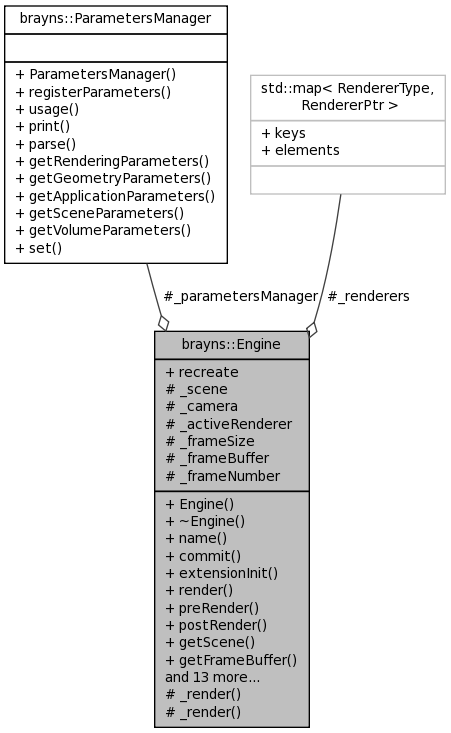 brayns::ParametersManager
+ ParametersManager()
+ registerParameters()
+ usage()
+ print()
+ parse()
+ getRenderingParameters()
+ getGeometryParameters()
+ getApplicationParameters()
+ getSceneParameters()
+ getVolumeParameters()
+ set()
std::map< RendererType,
RendererPtr >
+ keys
+ elements
#_parametersManager
#_renderers
brayns::Engine
+ recreate
# _scene
# _camera
# _activeRenderer
# _frameSize
# _frameBuffer
# _frameNumber
+ Engine()
+ ~Engine()
+ name()
+ commit()
+ extensionInit()
+ render()
+ preRender()
+ postRender()
+ getScene()
+ getFrameBuffer()
and 13 more...
# _render()
# _render()